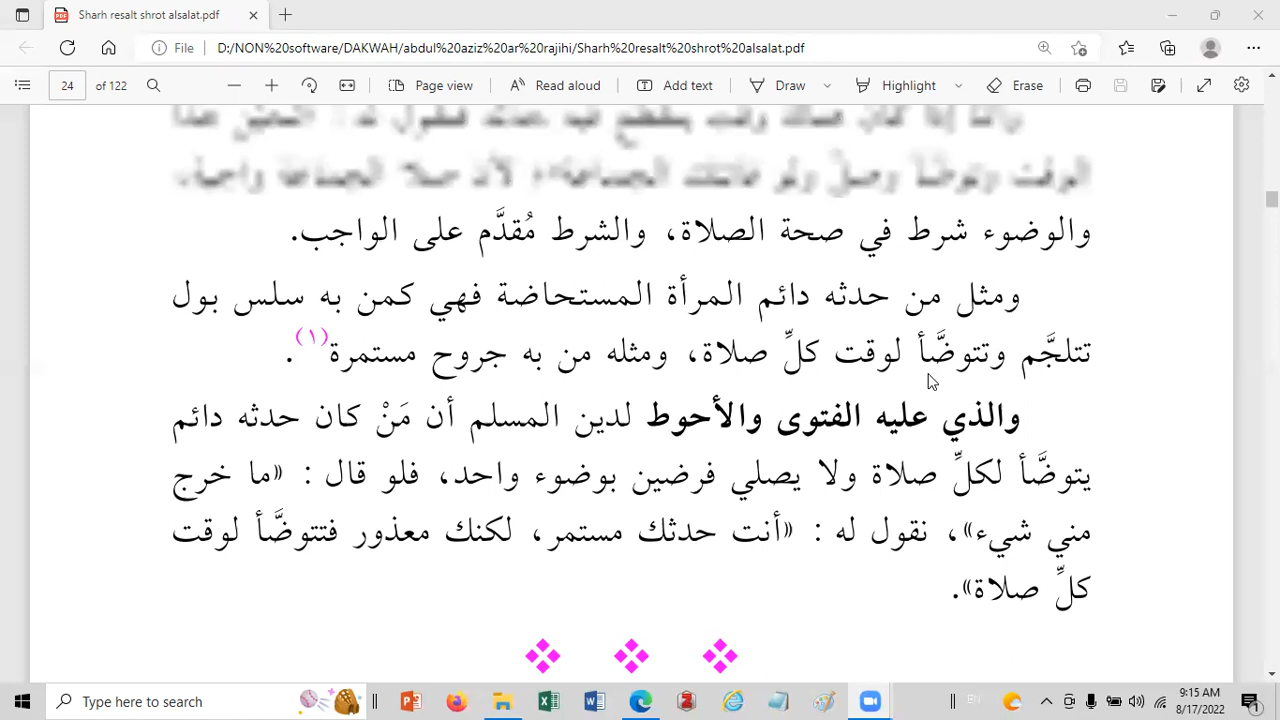 Sharh resalt shrot alsalat.pdf
File
D:/NON%20software/DAKWAH/abdul%20aziz%20ar%20rajihi/Sharh%20resalt%20shrot%20alsalat.pdf
24 of 122
Page view
Read aloud
Add text
Draw
Highlight
Erase
والوضوء شرط في صحة الصلاة، والشرط مُقدَّم على الواجب.
ومثل من حدثه دائم المرأة المستحاضة فهي كمن به سلس بول
تتلجَّم وتتوضَّأ لوقت كلِّ صلاة، ومثله من به جروح مستمرة(١).
والذي عليه الفتوى والأحوط لدين المسلم أن مَنْ كان حدثه دائم
يتوضَّأ لكلِّ صلاة ولا يصلي فرضين بوضوء واحد، فلو قال : «ما خرج
مني شيء»، نقول له : «أنت حدثك مستمر، لكنك معذور فتتوضَّأ لوقت
كلِّ صلاة».
Type here to search
EN
9:15 AM
8/17/2022